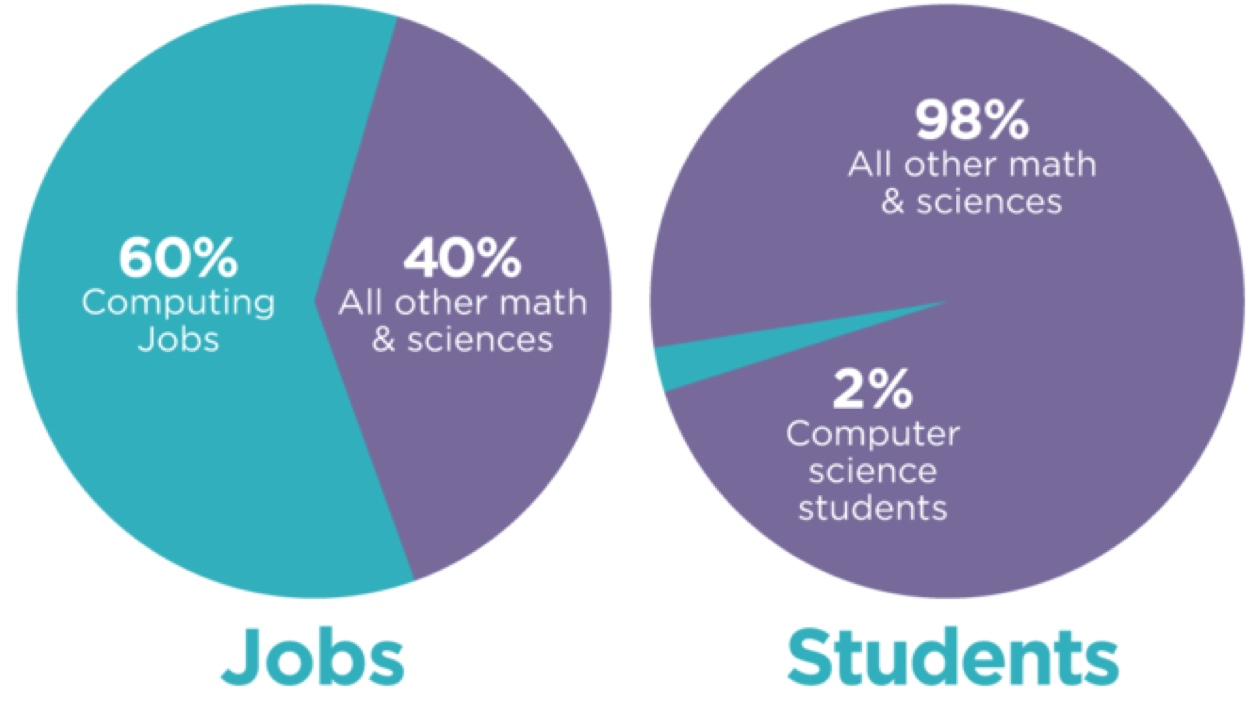 60%
Computing
Jobs
40%
All other math
& sciences
Jobs
98%
All other math
& sciences
2%
Computer
science
students
Students